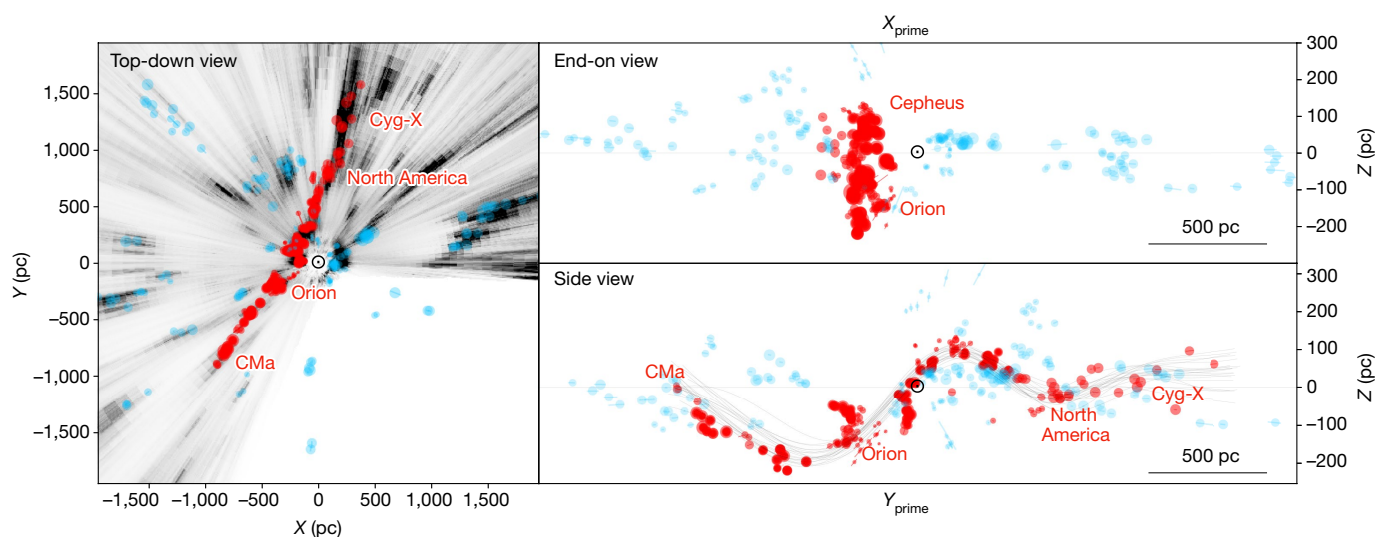 Top-down view
Cyg-X
North America
Orion
CMa
1,500
1,000
500
0
−500
−1,000
−1,500
Y (pc)
−1,500
−1,000
−500
0
500
1,000
1,500
X (pc)
X prime
End-on view
Cepheus
Orion
500 pc
300
200
100
0
−100
−200
Z (pc)
Side view
CMa
Orion
North
America
Cyg-X
500 pc
300
200
100
0
−100
−200
Z (pc)
Y prime